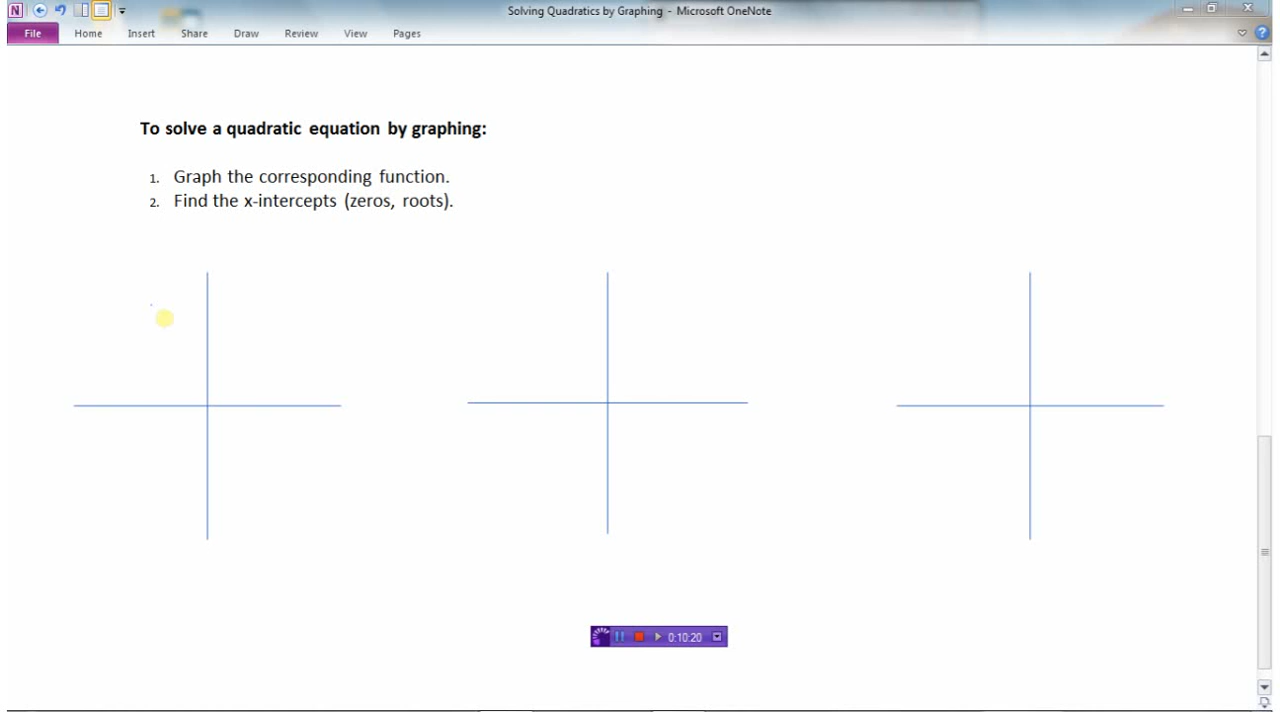 Solving Quadratics by Graphing - Microsoft OneNote
File Home Insert Share Draw Review View Pages
To solve a quadratic equation by graphing:
1. Graph the corresponding function.
2. Find the x-intercepts (zeros, roots).
0:10:20